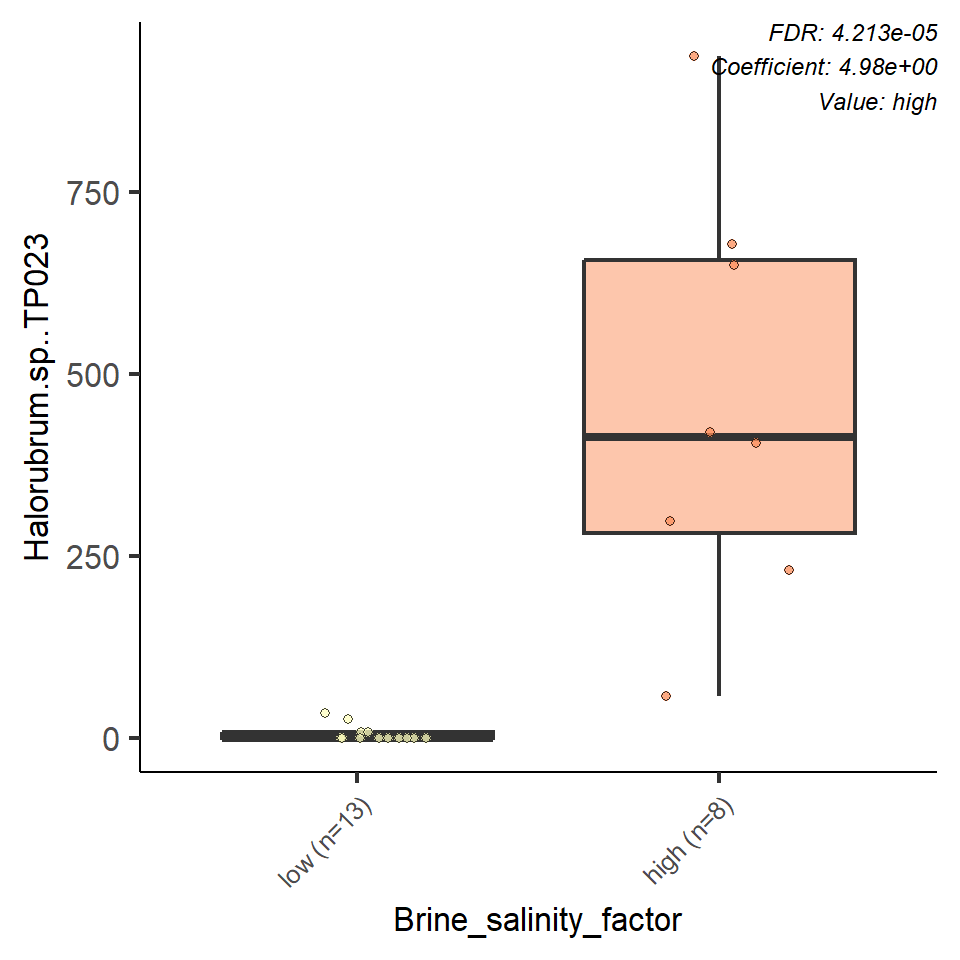 FDR: 4.213e-05
Coefficient: 4.98e+00
Value: high
Halorubrum.sp..TP023
750
500
250
0
low (n=13)
high (n=8)
Brine_salinity_factor